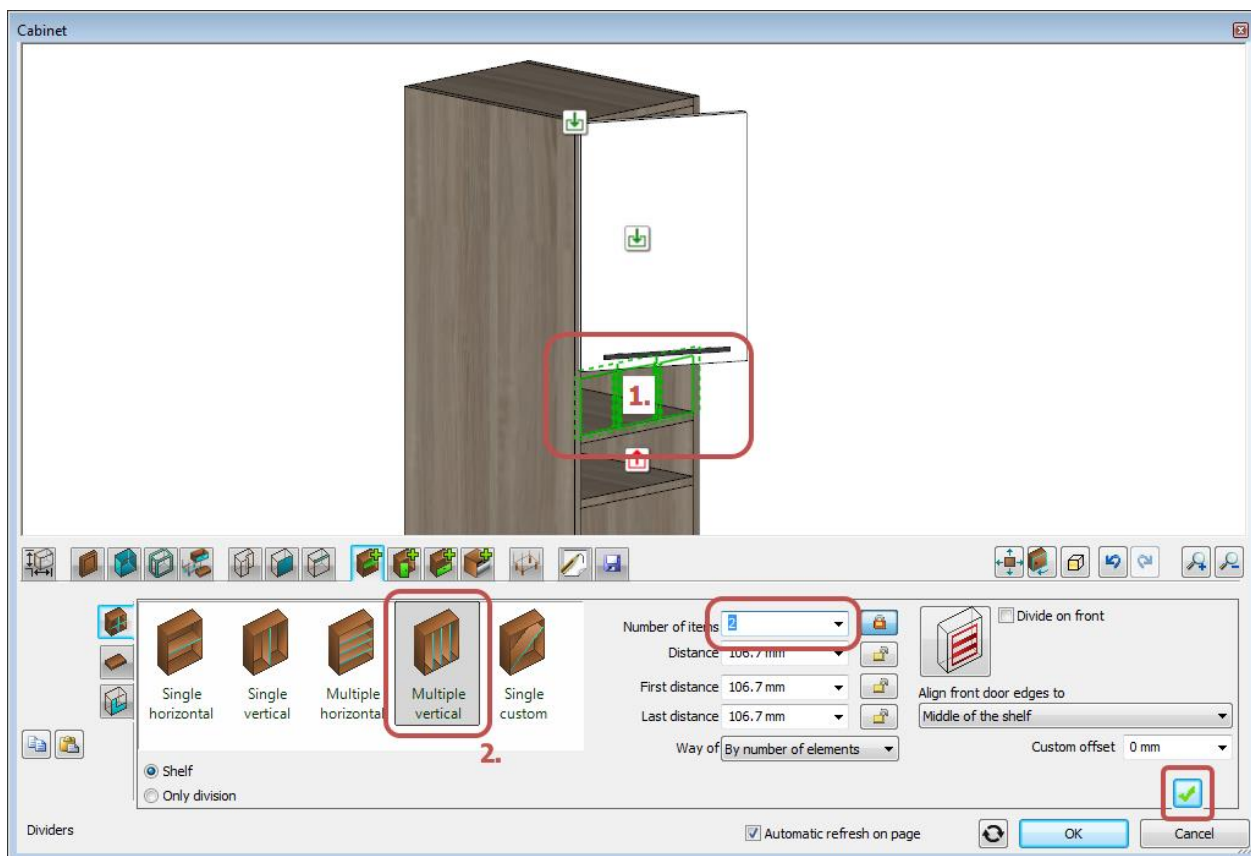 Cabinet
1.
Single horizontal
Single vertical
Multiple horizontal
Multiple vertical
Single custom
2.
Shelf
Only division
Number of items 2
Distance 106.7 mm
First distance 106.7 mm
Last distance 106.7 mm
Way of By number of elements
Divide on front
Align front door edges to
Middle of the shelf
Custom offset 0 mm
Dividers
Automatic refresh on page
OK
Cancel